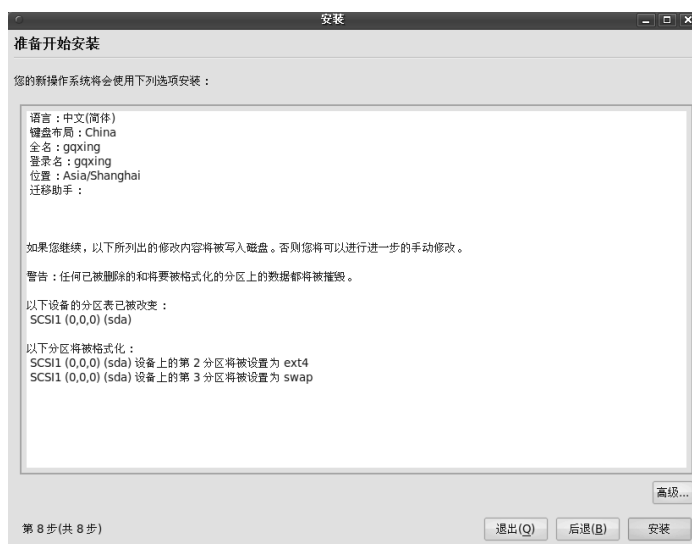 安装
准备开始安装
您的新操作系统将会使用下列选项安装：
语言：中文(简体)
键盘布局：China
全名：gqxing
登录名：gqxing
位置：Asia/Shanghai
迁移助手：
如果您继续，以下所列出的修改内容将被写入磁盘。否则您将可以进行进一步的手动修改。
警告：任何已被删除的和将要被格式化的分区上的数据都将被摧毁。
以下设备的分区表已被改变：
SCSI1 (0,0,0) (sda)
以下分区将被格式化：
SCSI1 (0,0,0) (sda) 设备上的第 2 分区将被设置为 ext4
SCSI1 (0,0,0) (sda) 设备上的第 3 分区将被设置为 swap
高级...
第 8 步(共 8 步)
退出(Q)
后退(B)
安装